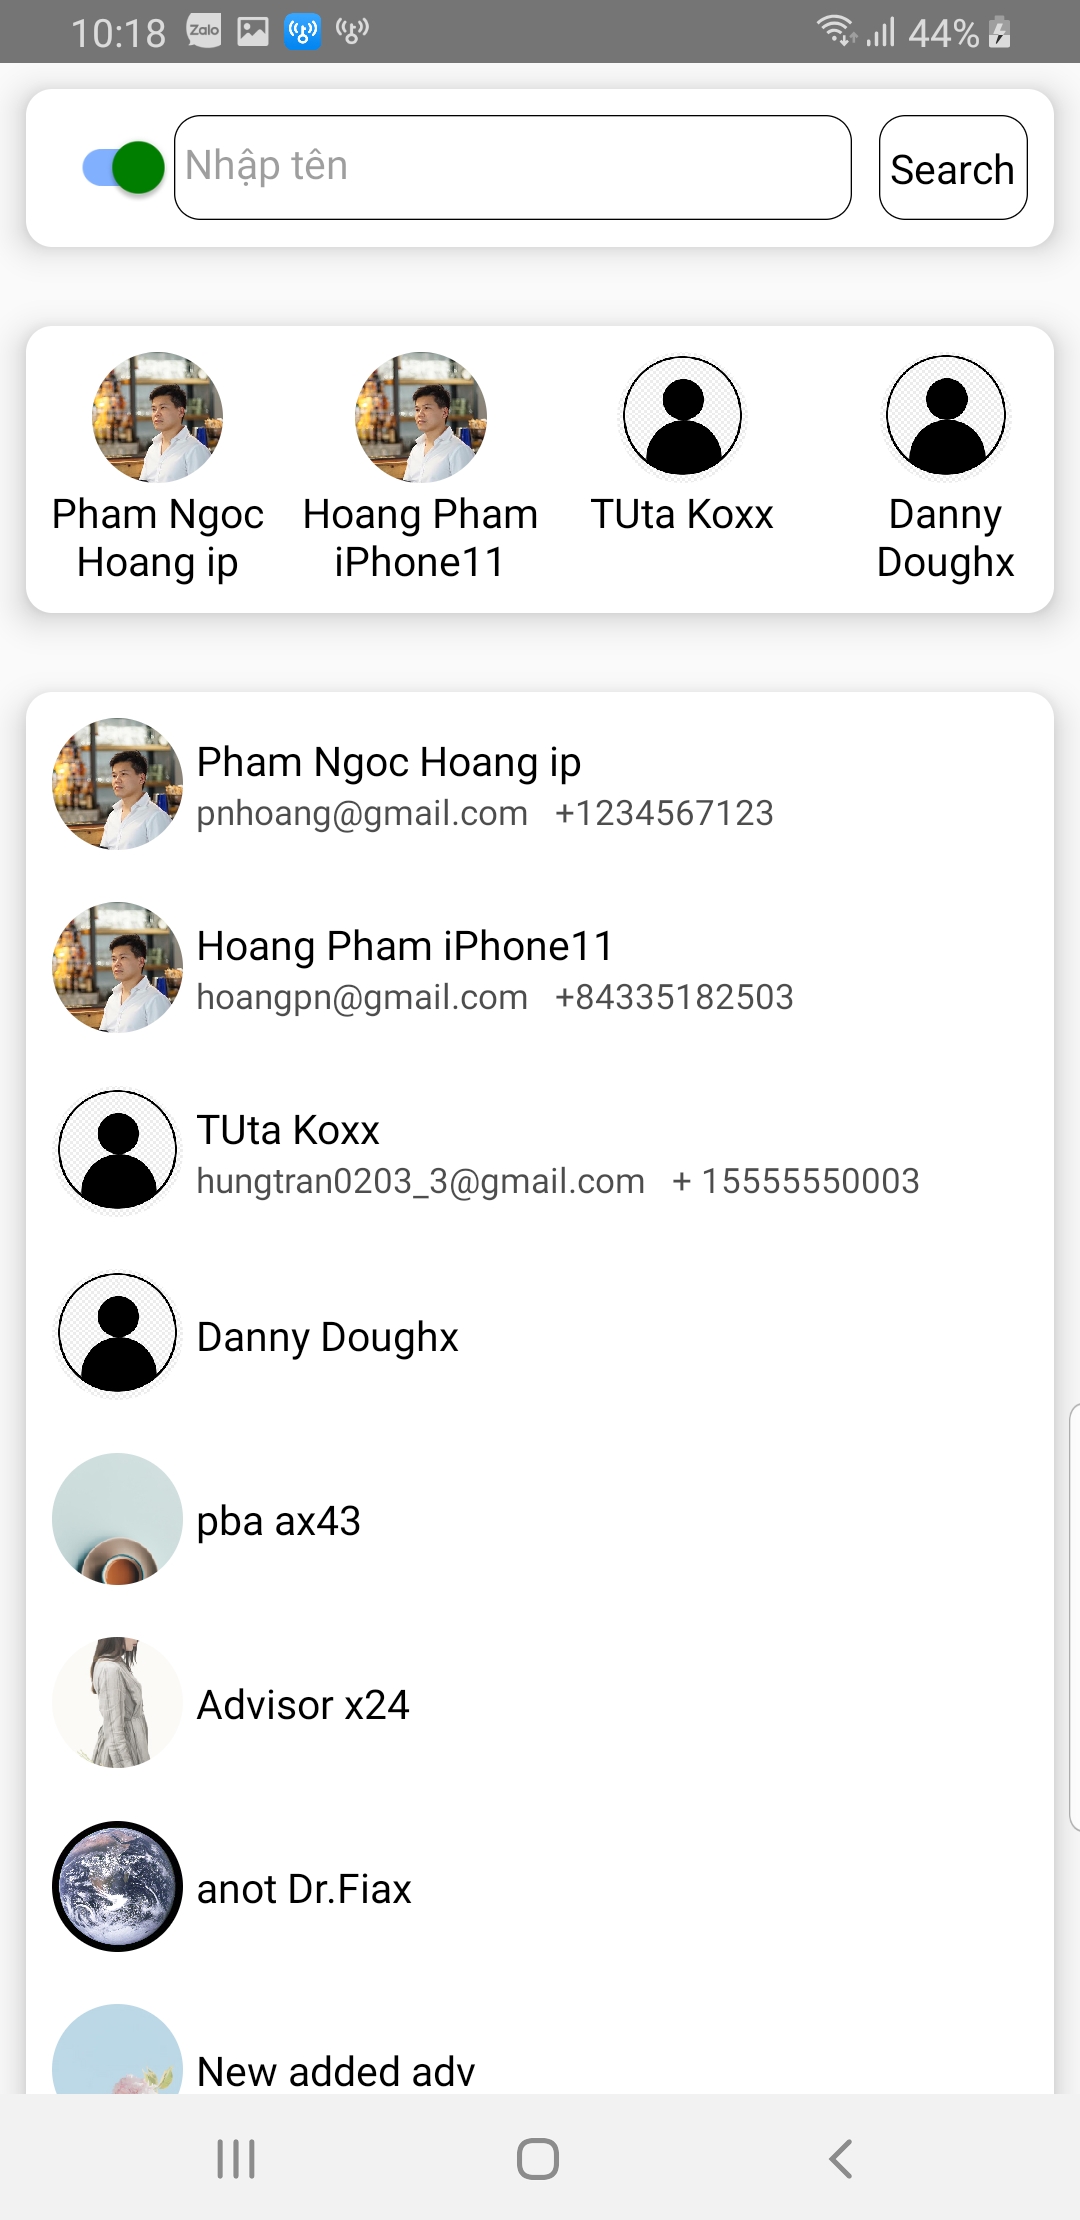 10:18 Zalo 44%
Nhập tên Search
Pham Ngoc
Hoang ip
Hoang Pham
iPhone11
TUta Koxx
Danny
Doughx
Pham Ngoc Hoang ip
pnhoang@gmail.com +1234567123
Hoang Pham iPhone11
hoangpn@gmail.com +84335182503
TUta Koxx
hungtran0203_3@gmail.com + 15555550003
Danny Doughx
pba ax43
Advisor x24
anot Dr.Fiax
New added adv